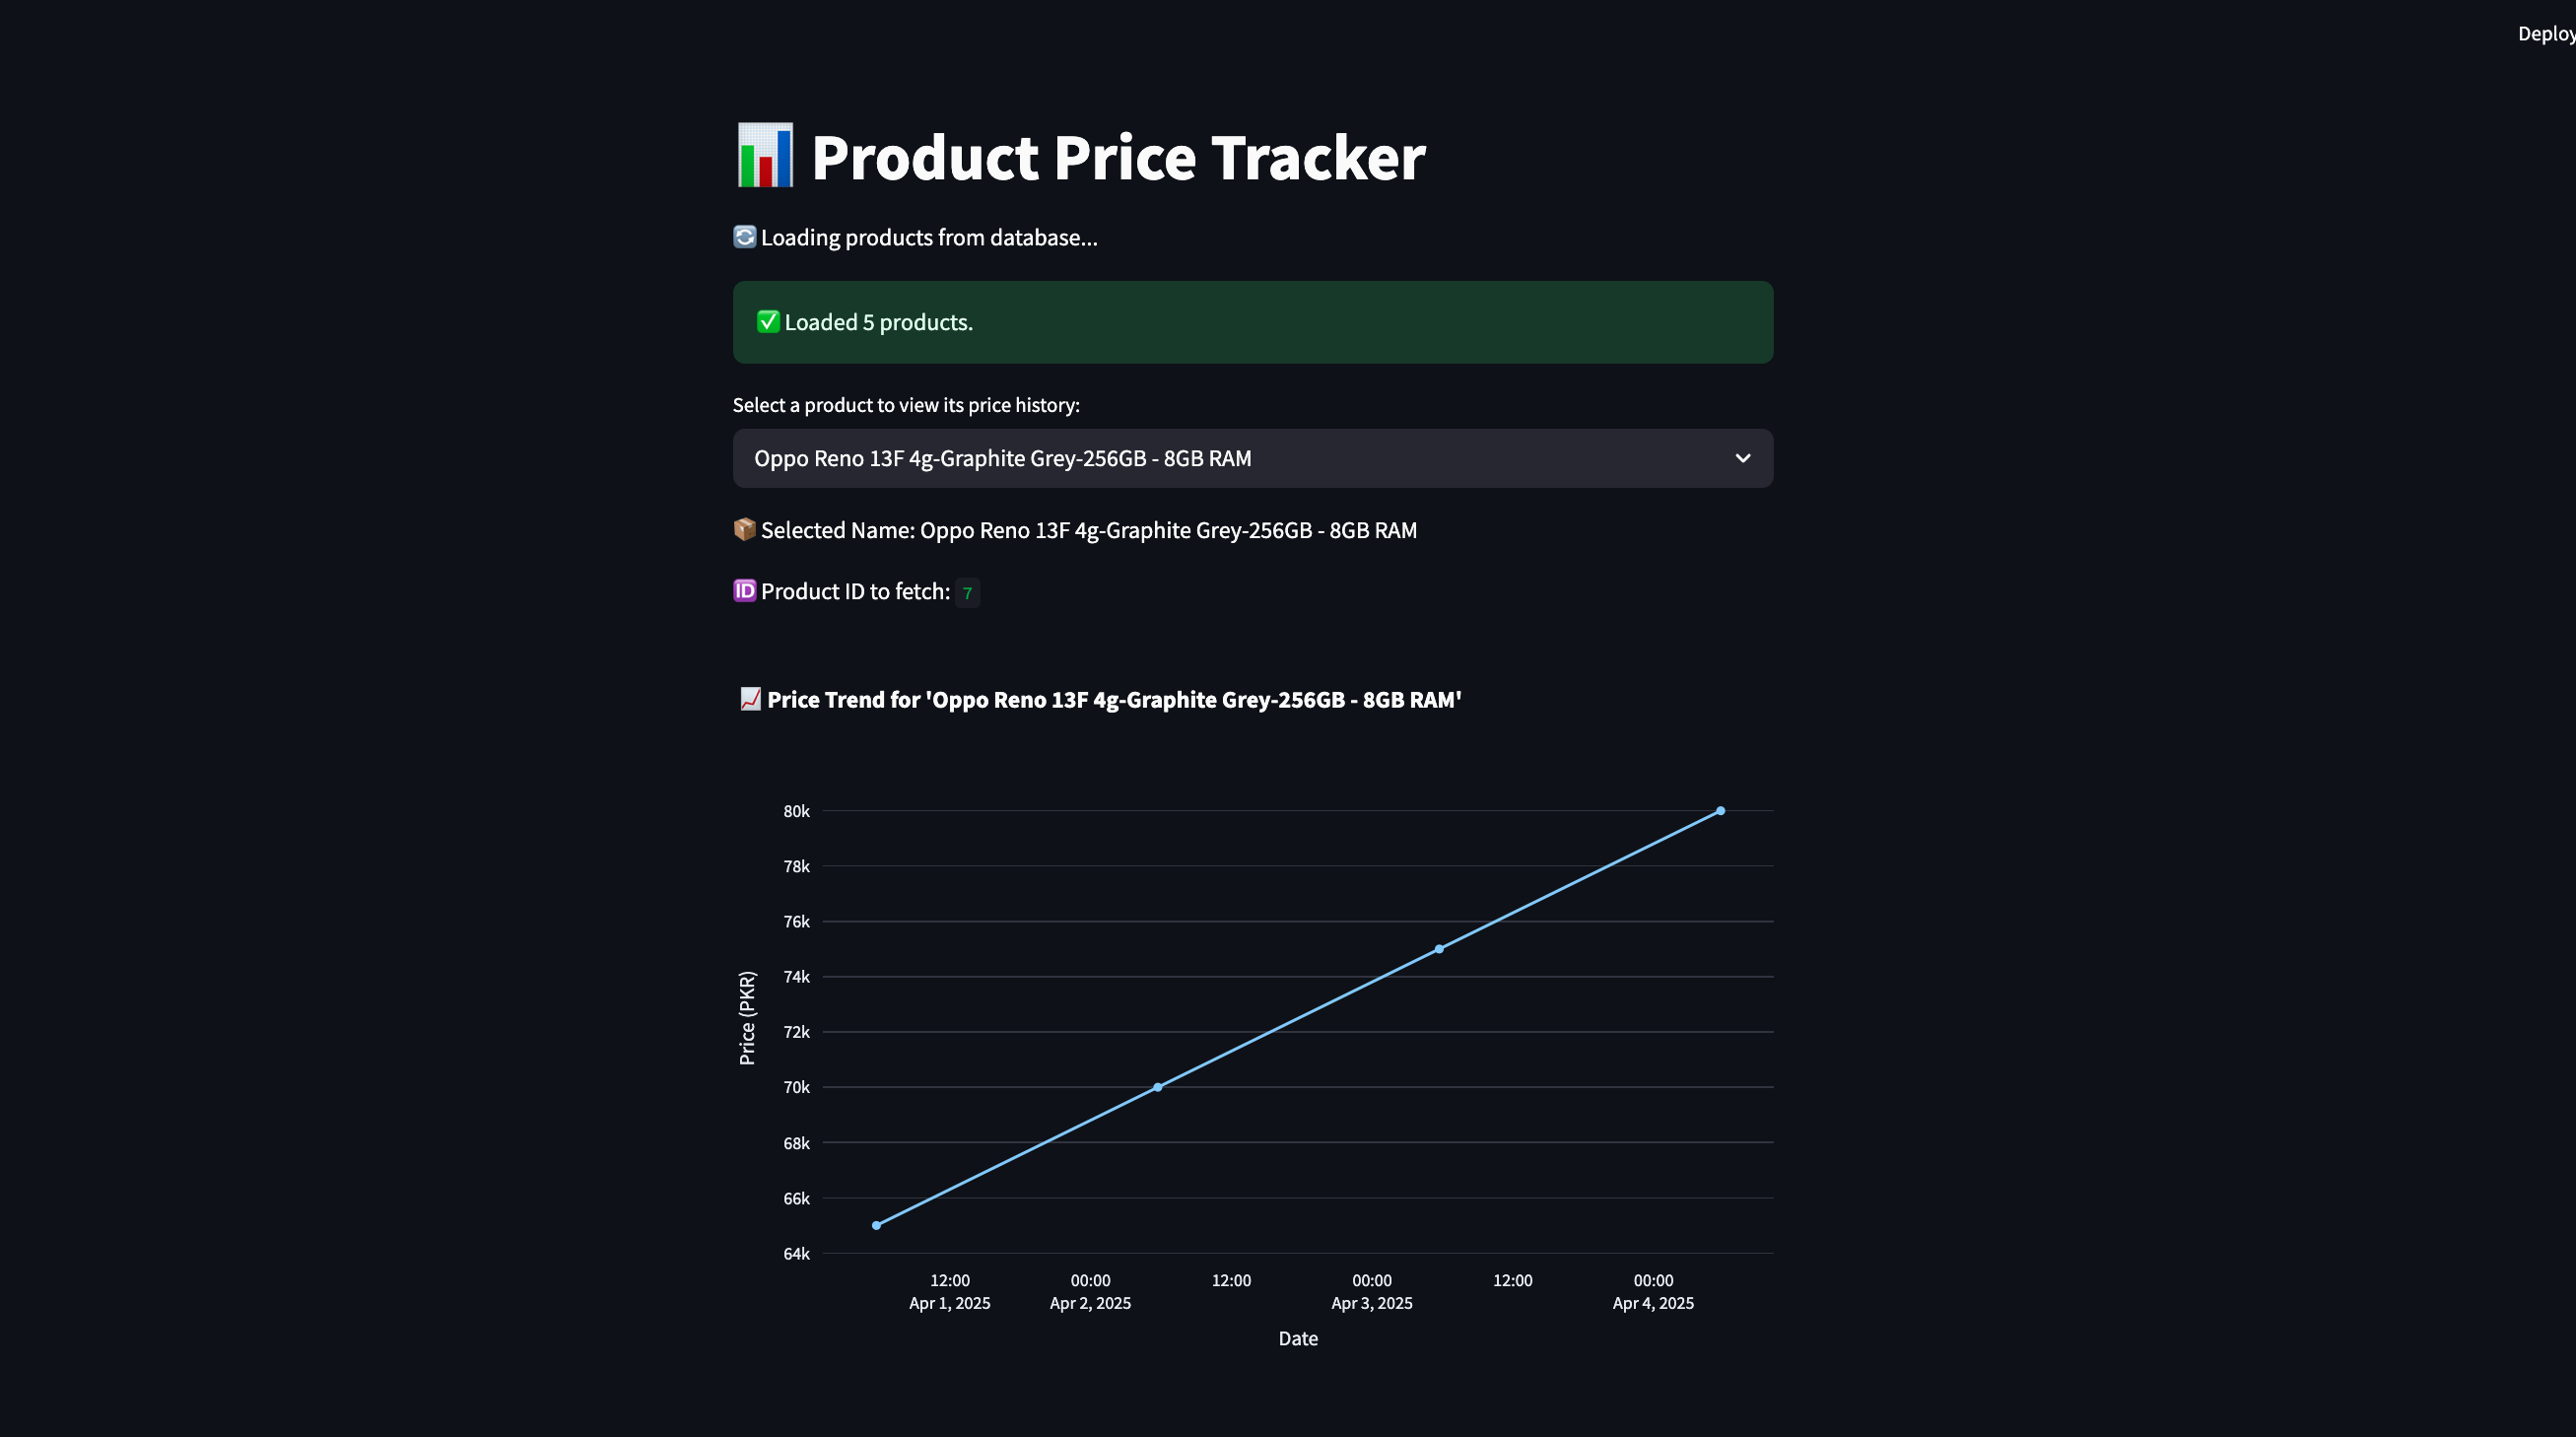 Deploy
📊 Product Price Tracker
🔄 Loading products from database...
✅ Loaded 5 products.
Select a product to view its price history:
Oppo Reno 13F 4g-Graphite Grey-256GB - 8GB RAM
📦 Selected Name: Oppo Reno 13F 4g-Graphite Grey-256GB - 8GB RAM
🆔 Product ID to fetch: 7
📈 Price Trend for 'Oppo Reno 13F 4g-Graphite Grey-256GB - 8GB RAM'
80k
78k
76k
74k
72k
70k
68k
66k
64k
Price (PKR)
12:00 00:00 12:00 00:00 12:00 00:00
Apr 1, 2025 Apr 2, 2025 Apr 3, 2025 Apr 4, 2025
Date